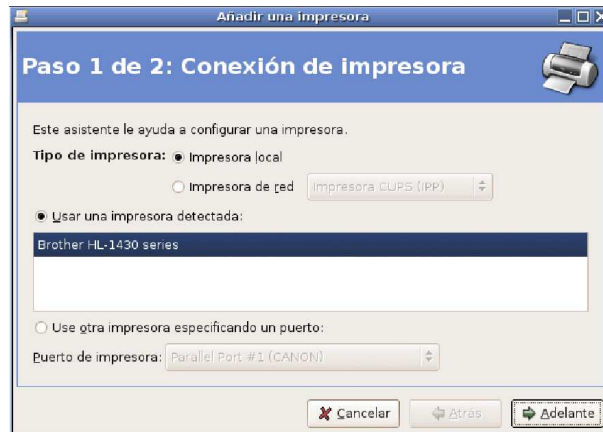 Añadir una impresora
Paso 1 de 2: Conexión de impresora
Este asistente le ayuda a configurar una impresora.
Tipo de impresora: Impresora local
Impresora de red Impresora CUPS (IPP)
Usar una impresora detectada:
Brother HL-1430 series
Use otra impresora especificando un puerto:
Puerto de impresora: Parallel Port #1 (CANON)
Cancelar Atrás Adelante